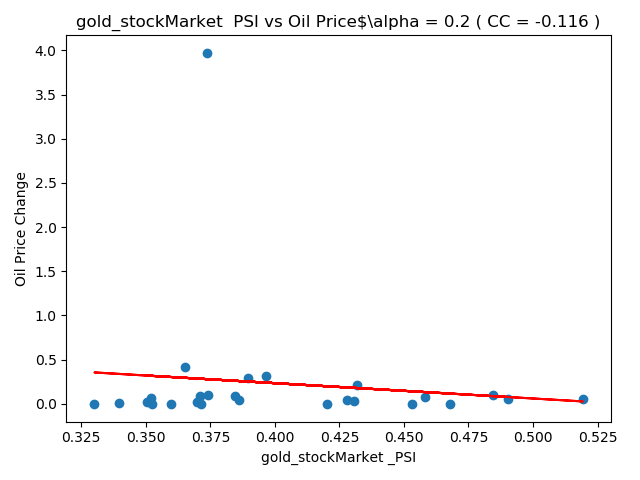 gold_stockMarket  PSI vs Oil Price$\alpha = 0.2 ( CC = -0.116 )
4.0
3.5
3.0
2.5
2.0
1.5
1.0
0.5
0.0
Oil Price Change
0.325 0.350 0.375 0.400 0.425 0.450 0.475 0.500 0.525
gold_stockMarket _PSI